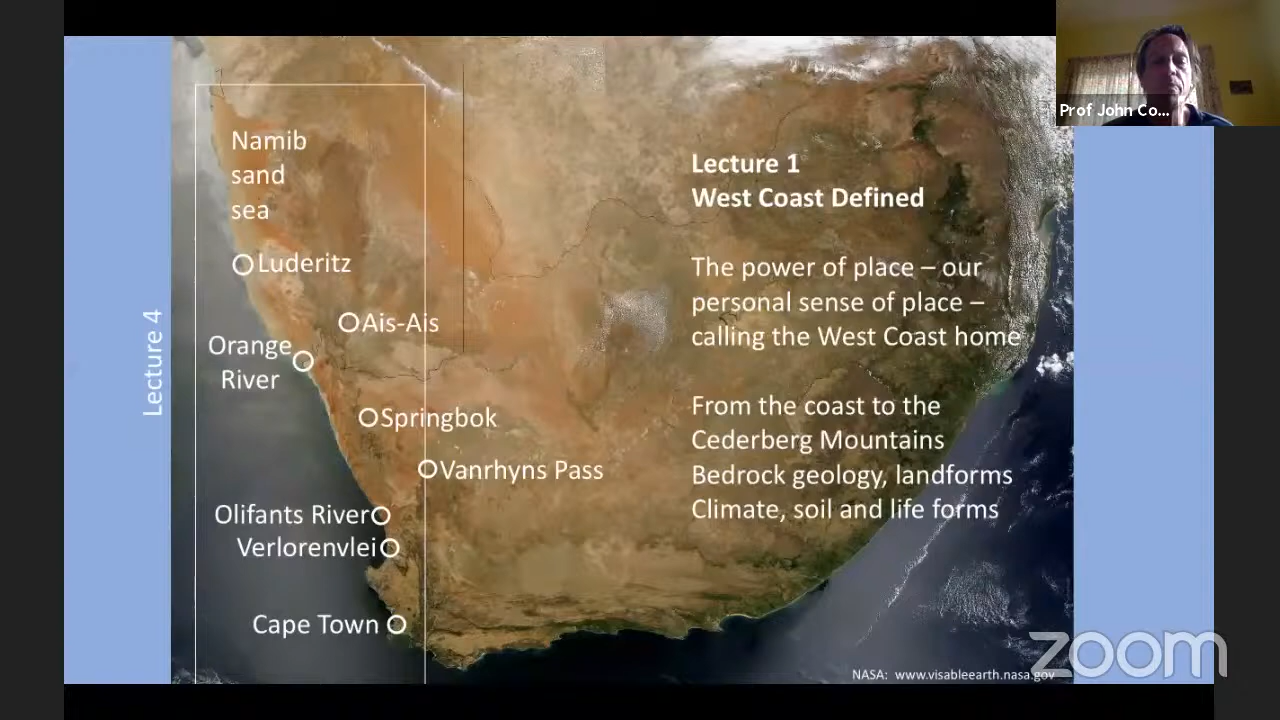 Prof John Co...
Namib
sand
sea
Luderitz
Ais-Ais
Orange
River
Springbok
Vanrhyns Pass
Olifants River
Verlorenvlei
Cape Town
Lecture 4
Lecture 1
West Coast Defined
The power of place – our
personal sense of place –
calling the West Coast home
From the coast to the
Cederberg Mountains
Bedrock geology, landforms
Climate, soil and life forms
NASA: www.visableearth.nasa.gov
zoom